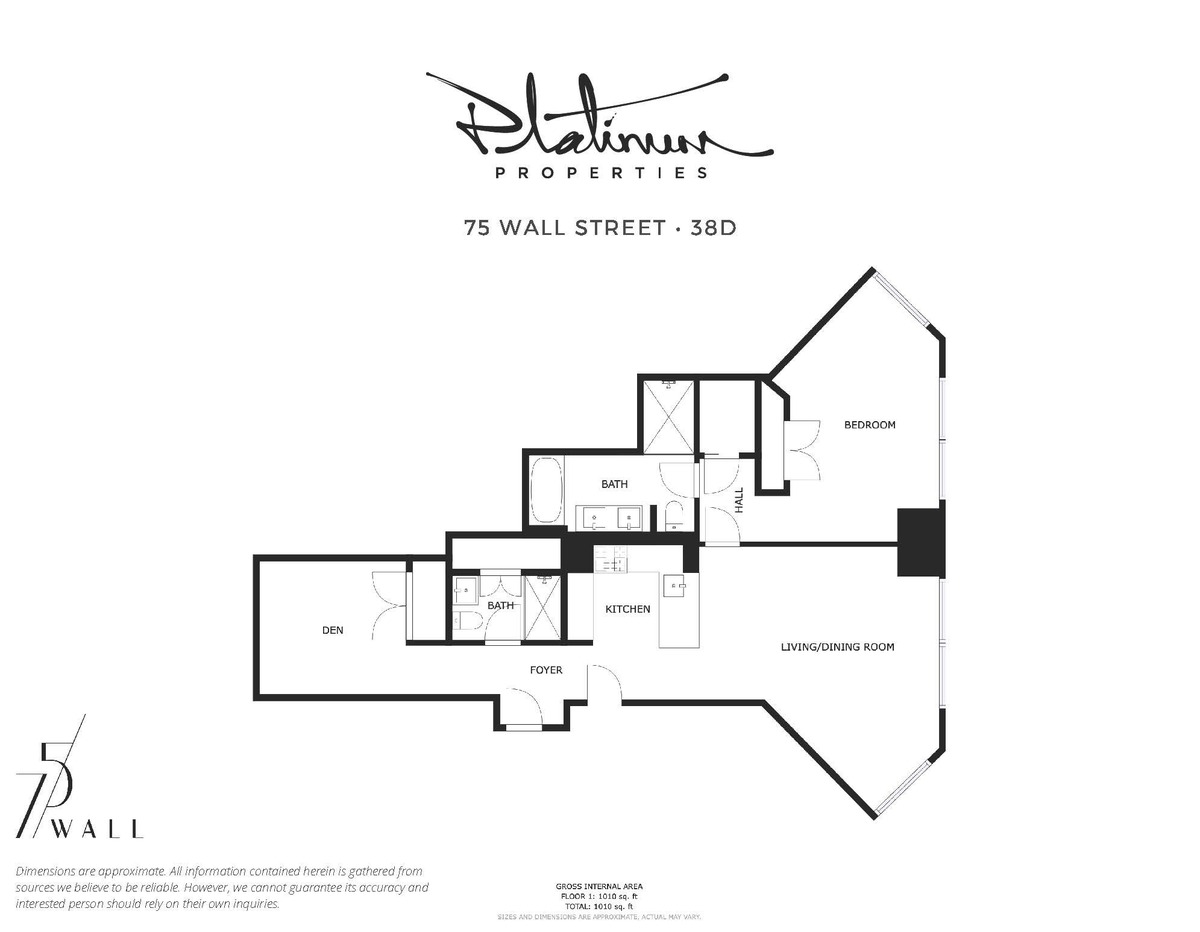 Platinum
PROPERTIES
75 WALL STREET • 38D
BEDROOM
BATH
HALL
BATH
KITCHEN
DEN
LIVING/DINING ROOM
FOYER
75
WALL
Dimensions are approximate. All information contained herein is gathered from
sources we believe to be reliable. However, we cannot guarantee its accuracy and
interested person should rely on their own inquiries.
GROSS INTERNAL AREA
FLOOR 1: 1010 sq. ft
TOTAL: 1010 sq. ft
SIZES AND DIMENSIONS ARE APPROXIMATE, ACTUAL MAY VARY.